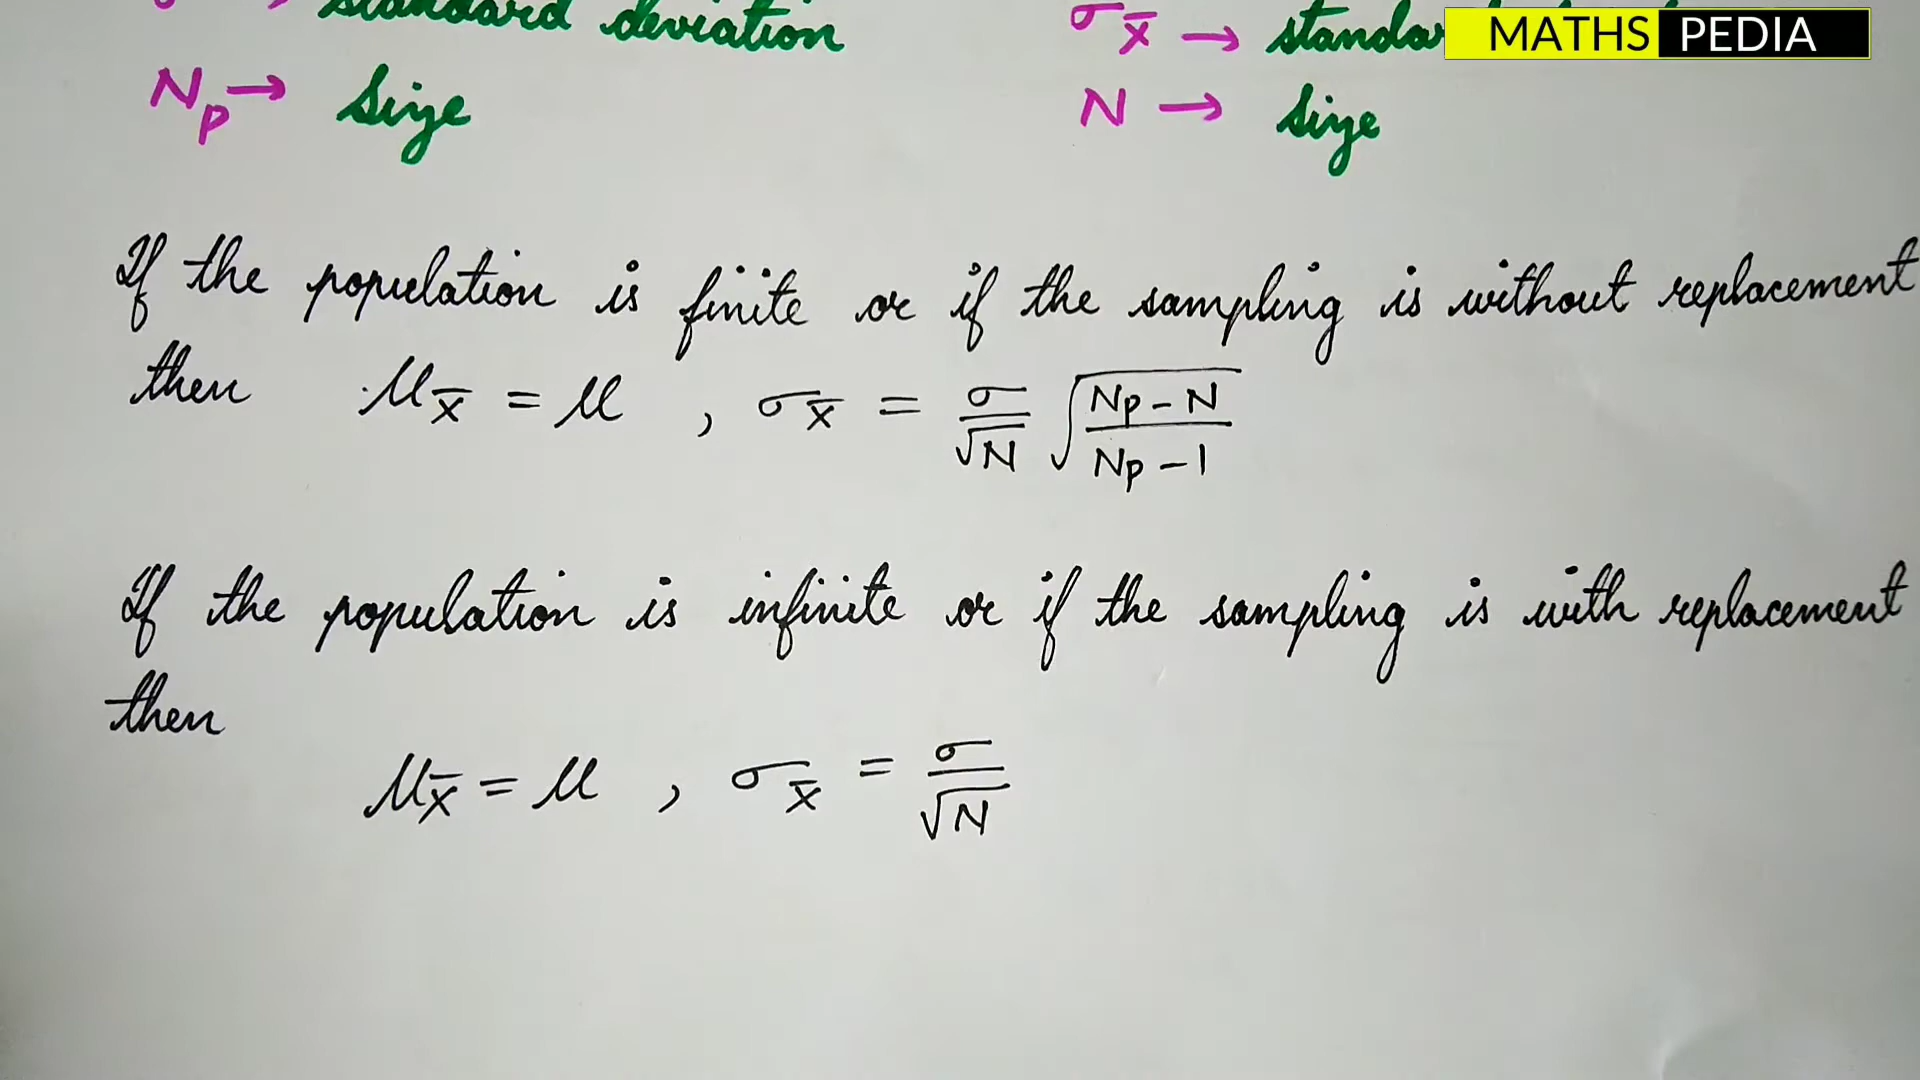 standard deviation
σx̄ → standa
MATHS PEDIA
Np → Size
N → Size
If the population is finite or if the sampling is without replacement
then μx̄ = μ , σx̄ = σ/√N √(Np-N/Np-1)
If the population is infinite or if the sampling is with replacement
then
μx̄ = μ , σx̄ = σ/√N